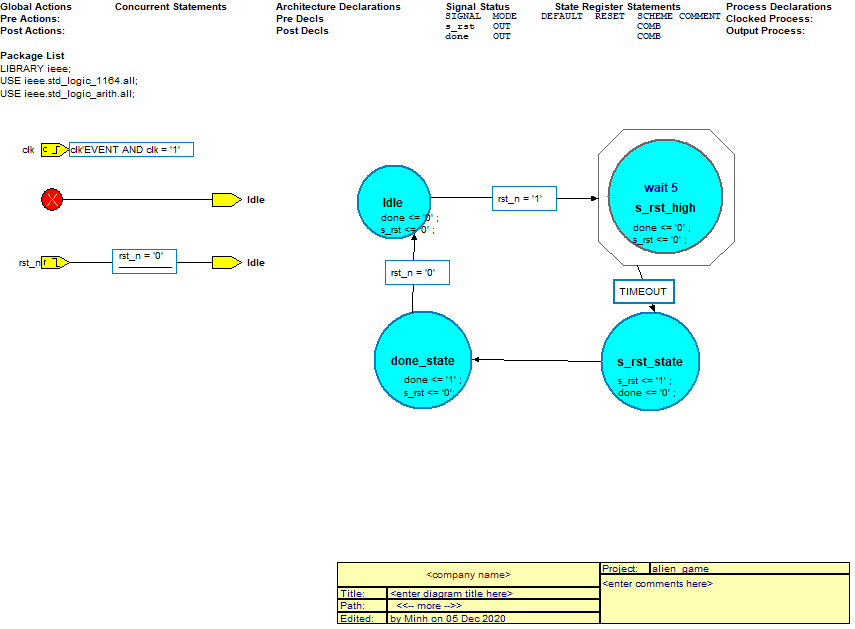 Global Actions
Pre Actions:
Post Actions:
Concurrent Statements
Architecture Declarations
Pre Decls
Post Decls
Signal Status
SIGNAL MODE
s_rst OUT
done OUT
State Register Statements
DEFAULT RESET SCHEME COMMENT
COMB
COMB
Process Declarations
Clocked Process:
Output Process:
Package List
LIBRARY ieee;
USE ieee.std_logic_1164.all;
USE ieee.std_logic_arith.all;
clk c clk'EVENT AND clk = '1'
X Idle
rst_n r rst_n = '0' Idle
Idle
done <= '0' ;
s_rst <= '0' ;
rst_n = '1'
wait 5
s_rst_high
done <= '0' ;
s_rst <= '0' ;
rst_n = '0'
TIMEOUT
done_state
done <= '1' ;
s_rst <= '0';
s_rst_state
s_rst <= '1' ;
done <= '0' ;
<company name>
Title: <enter diagram title here>
Path: <<-- more -->>
Edited: by Minh on 05 Dec 2020
Project: alien_game
<enter comments here>